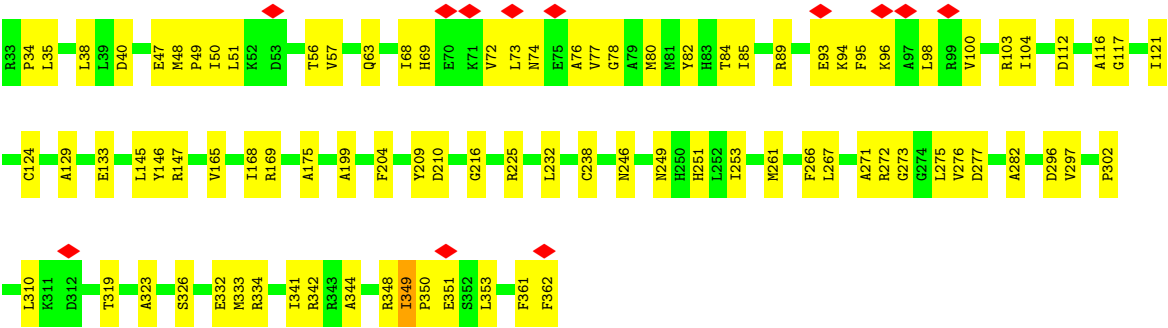 R33 P34 L35 L38 L39 D40 E47 M48 P49 I50 L51 K52 D53 T56 V57 Q63 I68 H69 E70 K71 V72 L73 N74 E75 A76 V77 G78 A79 M80 M81 Y82 H83 T84 I85 R89 E93 K94 F95 K96 A97 L98 R99 V100 R103 I104 D112 A116 G117 I121
C124 A129 E133 L145 Y146 R147 V165 I168 R169 A175 A199 F204 Y209 D210 G216 R225 L232 C238 N246 N249 H250 H251 L252 I253 M261 F266 L267 A271 R272 G273 G274 L275 V276 D277 A282 D296 V297 P302
L310 K311 D312 T319 A323 S326 E332 M333 R334 I341 R342 R343 A344 R348 I349 P350 E351 S352 L353 F361 F362